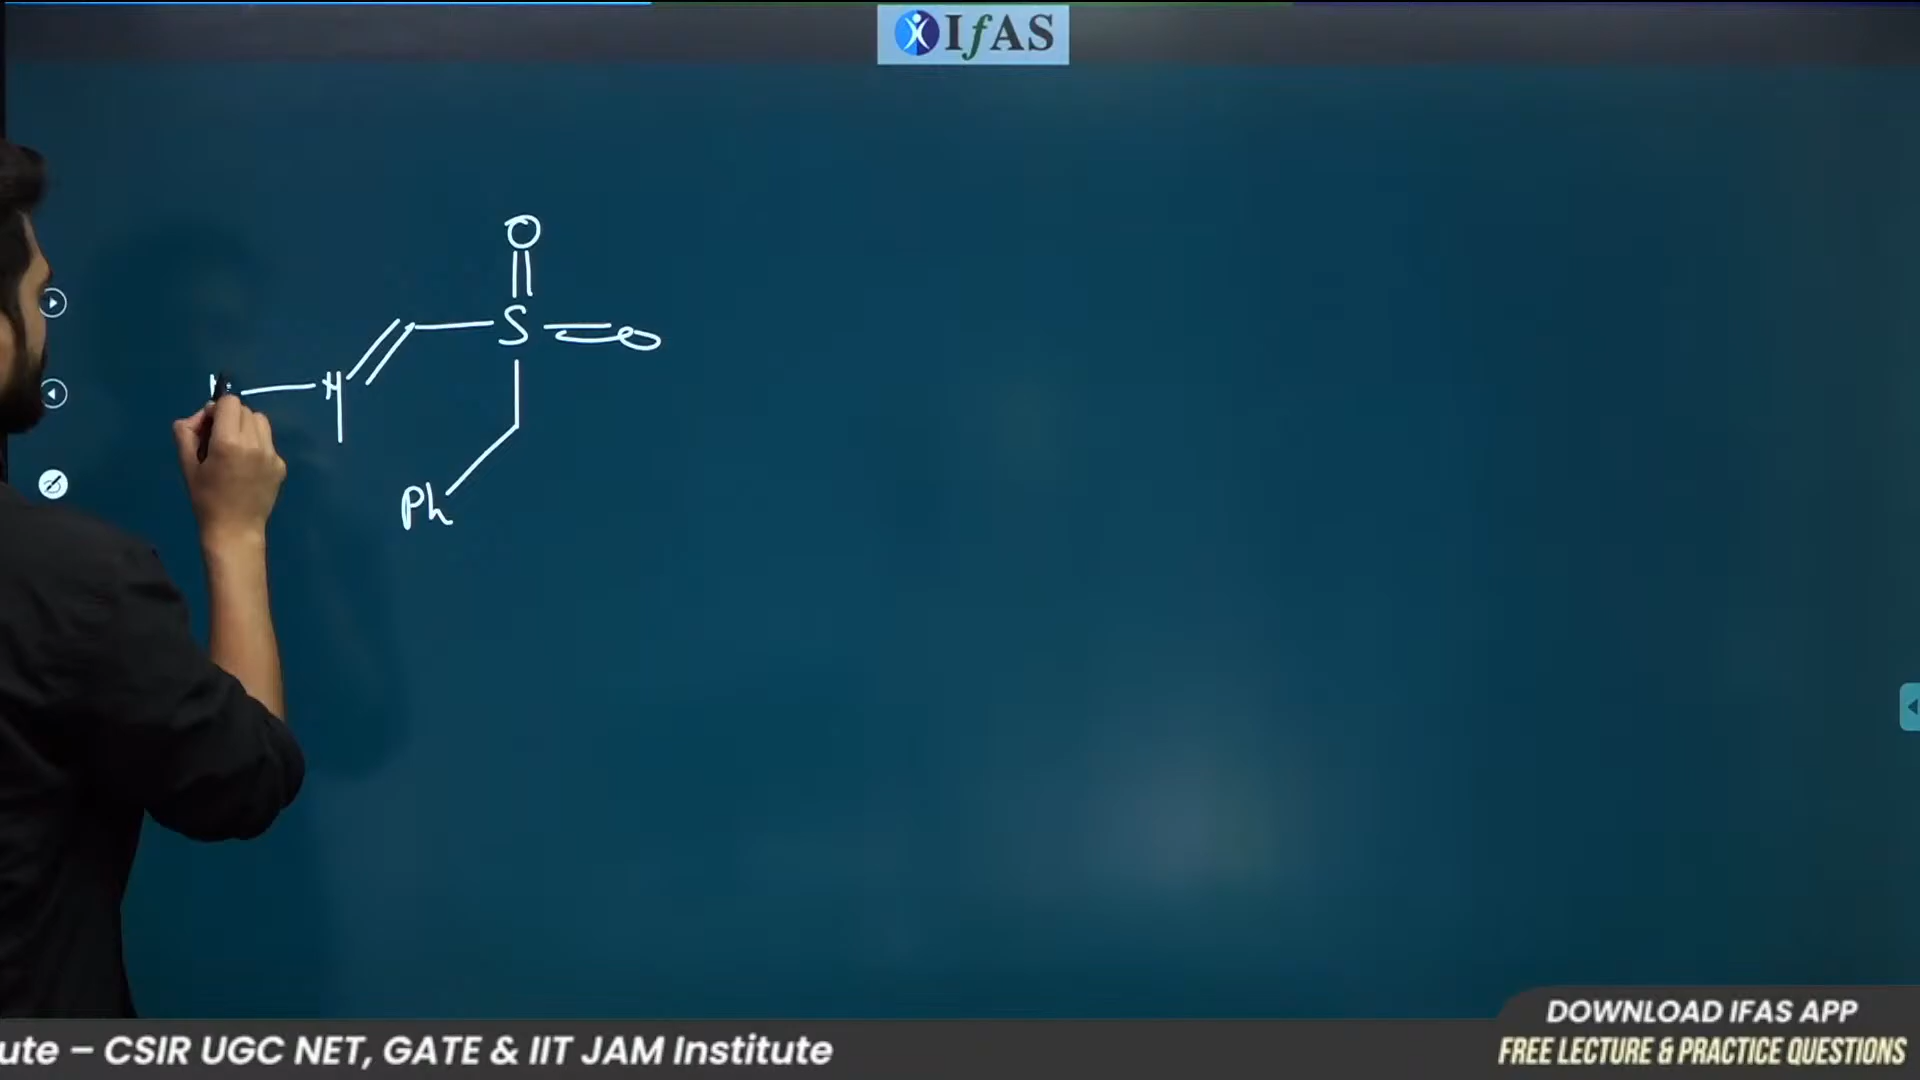 IfAS
O
S
O
H
H
Ph
DOWNLOAD IFAS APP
FREE LECTURE & PRACTICE QUESTIONS
ute – CSIR UGC NET, GATE & IIT JAM Institute